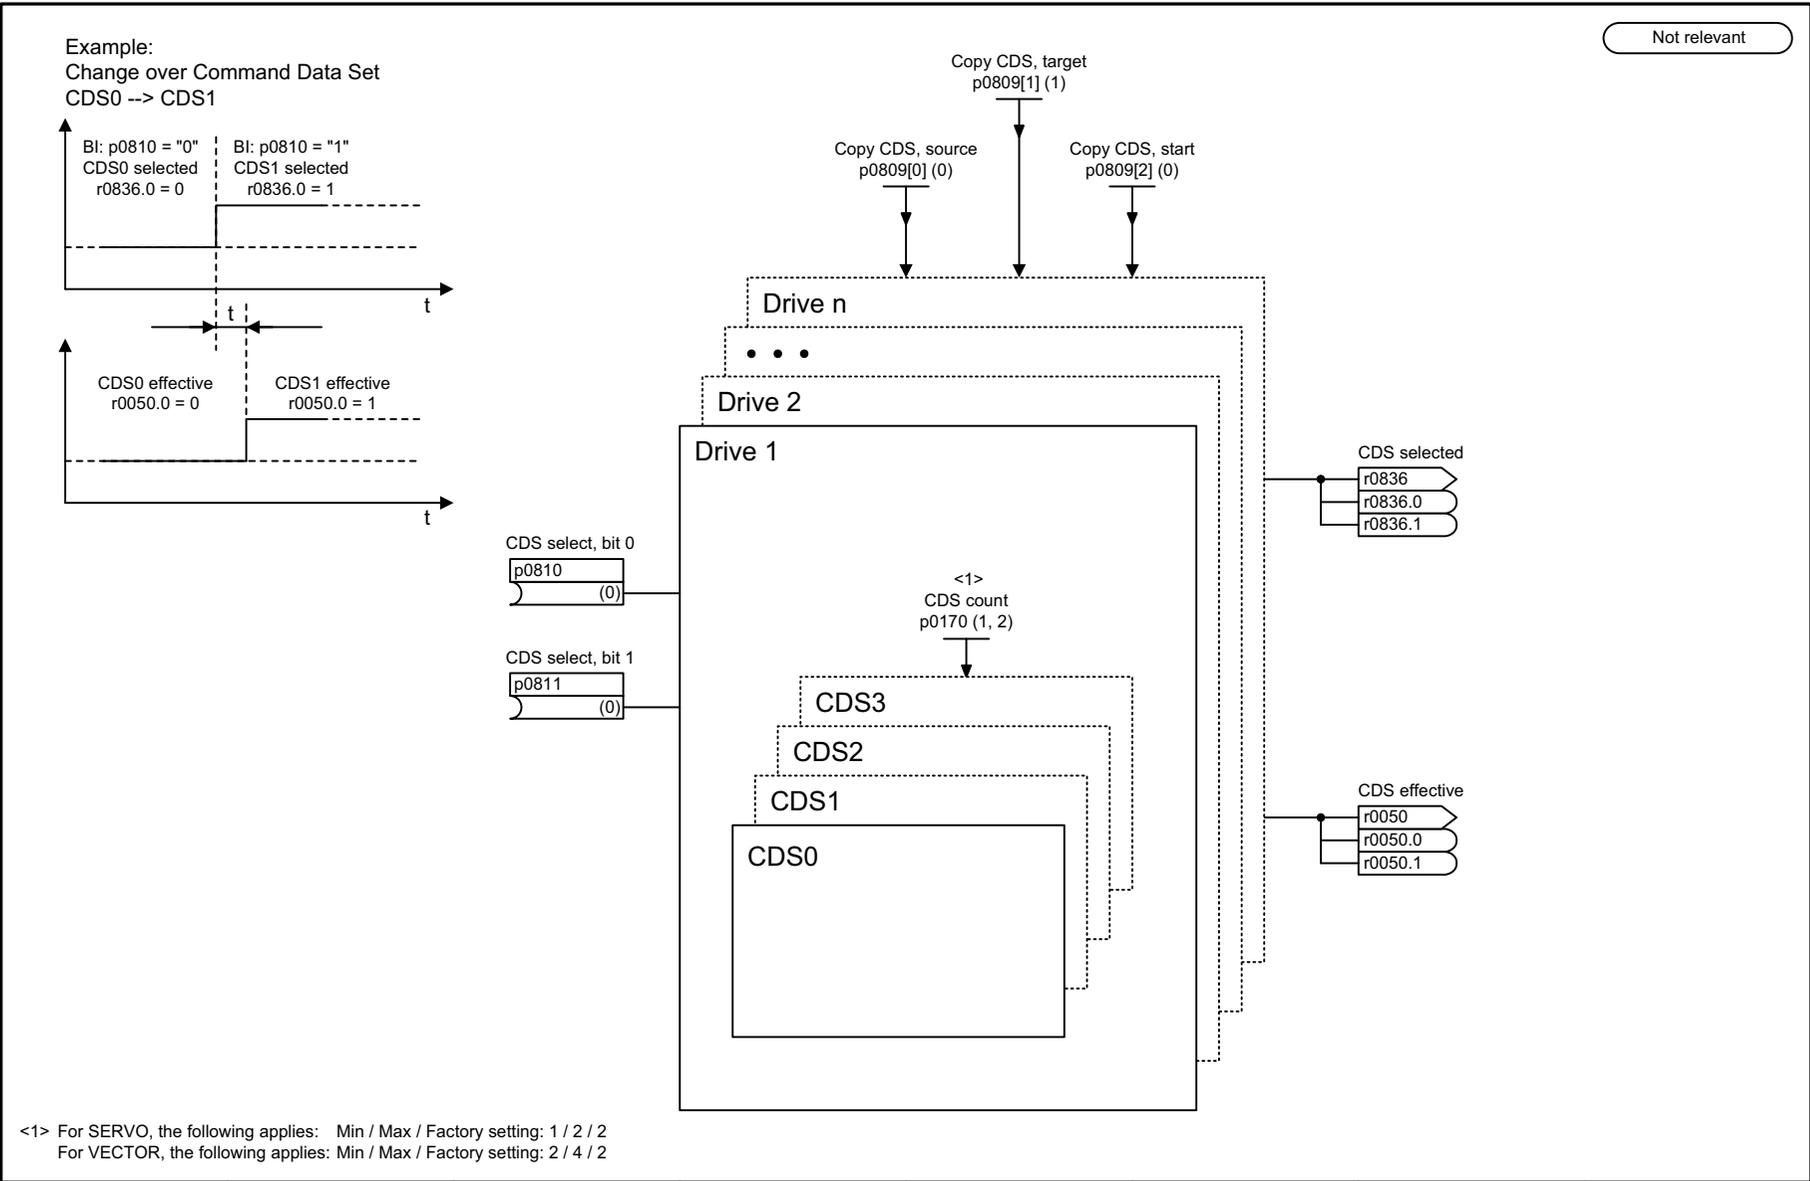 Example:
Change over Command Data Set
CDS0 --> CDS1
Not relevant
BI: p0810 = "0"
CDS0 selected
r0836.0 = 0
BI: p0810 = "1"
CDS1 selected
r0836.0 = 1
t
t
CDS0 effective
r0050.0 = 0
CDS1 effective
r0050.0 = 1
t
Copy CDS, target
p0809[1] (1)
Copy CDS, source
p0809[0] (0)
Copy CDS, start
p0809[2] (0)
Drive n
• • •
Drive 2
Drive 1
CDS select, bit 0
p0810
(0)
CDS select, bit 1
p0811
(0)
<1>
CDS count
p0170 (1, 2)
CDS3
CDS2
CDS1
CDS0
CDS selected
r0836
r0836.0
r0836.1
CDS effective
r0050
r0050.0
r0050.1
<1> For SERVO, the following applies: Min / Max / Factory setting: 1 / 2 / 2
For VECTOR, the following applies: Min / Max / Factory setting: 2 / 4 / 2